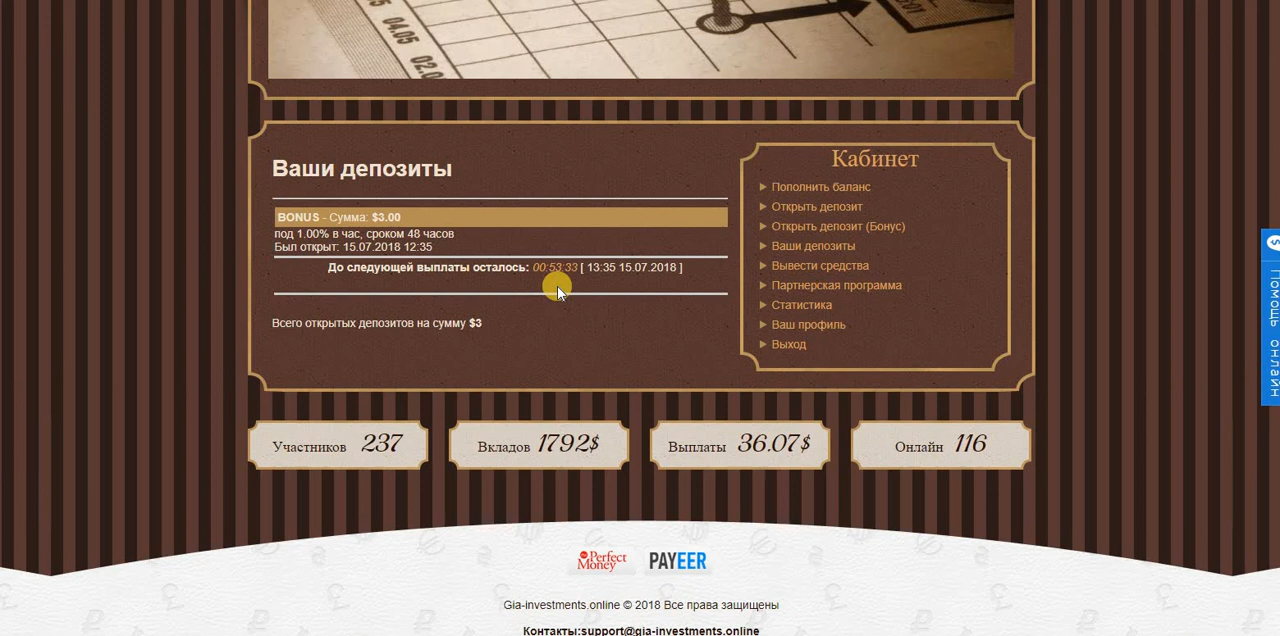 04.05
02.0
Ваши депозиты
BONUS - Сумма: $3.00
под 1.00% в час, сроком 48 часов
Был открыт: 15.07.2018 12:35
До следующей выплаты осталось: 00:53:33 [ 13:35 15.07.2018 ]
Всего открытых депозитов на сумму $3
Кабинет
Пополнить баланс
Открыть депозит
Открыть депозит (Бонус)
Ваши депозиты
Вывести средства
Партнерская программа
Статистика
Ваш профиль
Выход
Помощь онлайн
Участников 237
Вкладов 1792$
Выплаты 36.07$
Онлайн 116
Perfect Money
PAYEER
Gia-investments.online © 2018 Все права защищены
Контакты:support@gia-investments.online